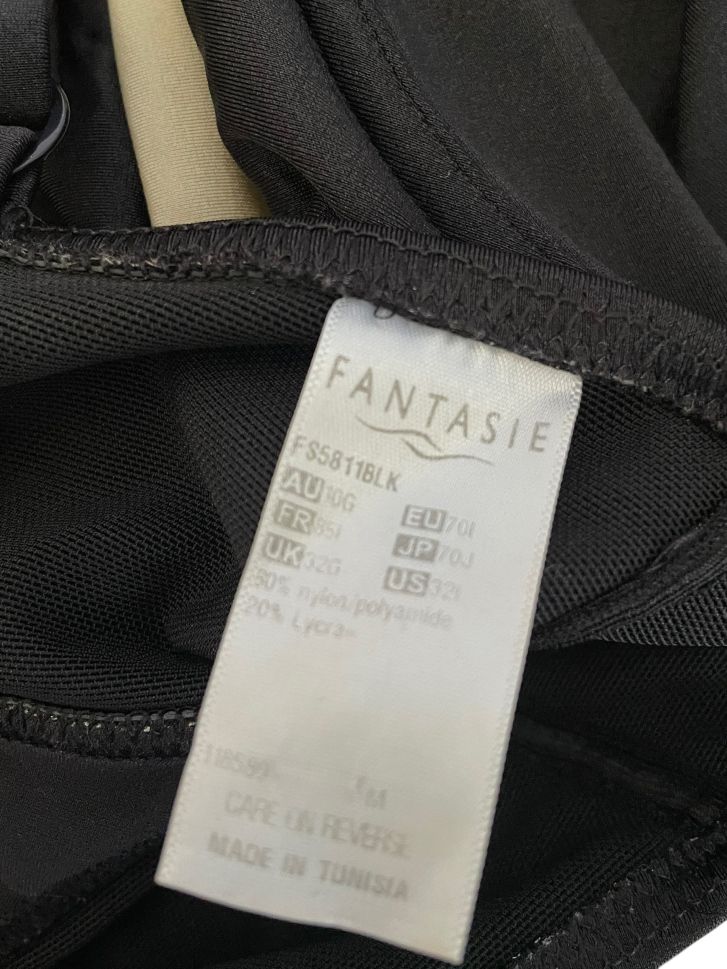 FANTASIE
FS5811BLK
AU 10G EU 70I
FR 85I JP 70J
UK 32G US 32I
80% nylon/polyamide
20% Lycra
CARE ON REVERSE
MADE IN TUNISIA